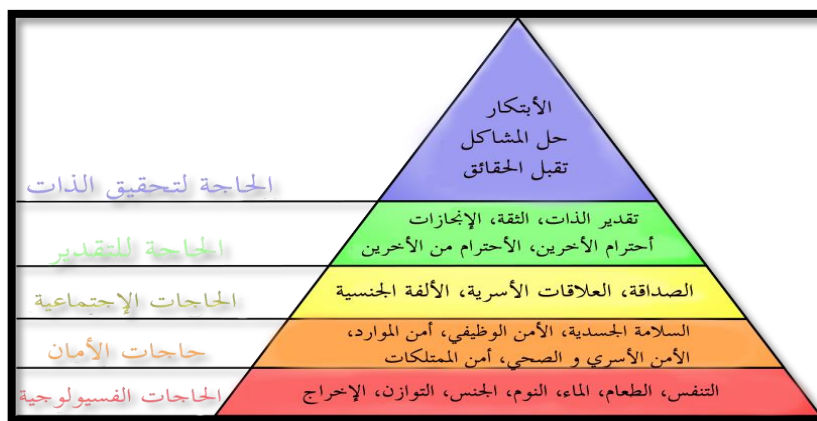 الأبتكار
حل المشاكل
تقبل الحقائق
الحاجة لتحقيق الذات
تقدير الذات، الثقة، الإنجازات
أحترام الأخرين، الأحترام من الأخرين
الحاجة للتقدير
الصداقة، العلاقات الأسرية، الألفة الجنسية
الحاجات الإجتماعية
السلامة الجسدية، الأمن الوظيفي، أمن الموارد،
الأمن الأسري و الصحي، أمن الممتلكات
حاجات الأمان
التنفس، الطعام، الماء، النوم، الجنس، التوازن، الإخراج
الحاجات الفسيولوجية